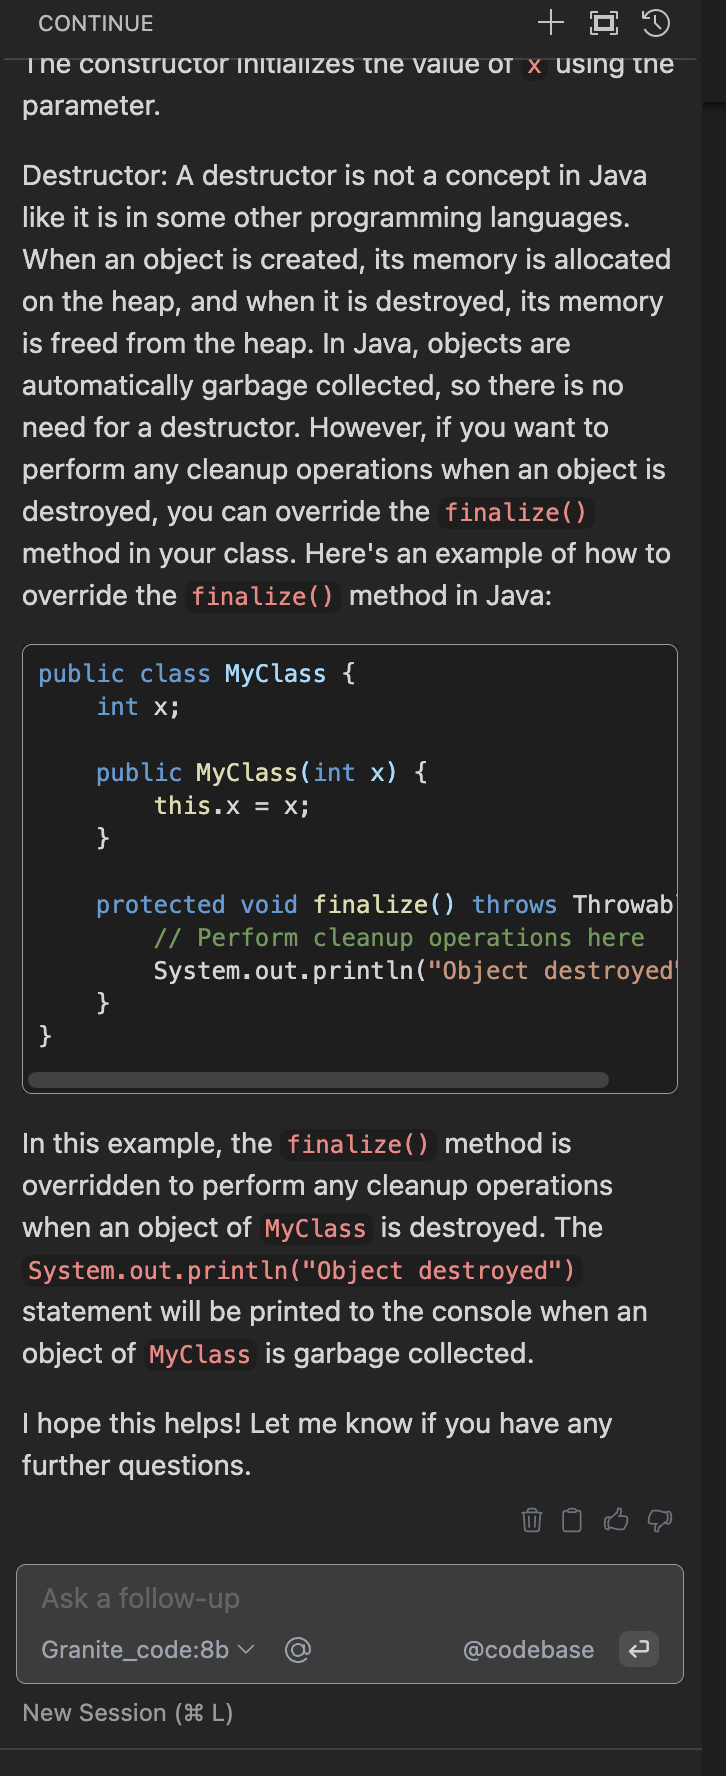 CONTINUE
The constructor initializes the value of x using the
parameter.
Destructor: A destructor is not a concept in Java
like it is in some other programming languages.
When an object is created, its memory is allocated
on the heap, and when it is destroyed, its memory
is freed from the heap. In Java, objects are
automatically garbage collected, so there is no
need for a destructor. However, if you want to
perform any cleanup operations when an object is
destroyed, you can override the finalize()
method in your class. Here's an example of how to
override the finalize() method in Java:
public class MyClass {
    int x;
    public MyClass(int x) {
        this.x = x;
    }
    protected void finalize() throws Throwab
        // Perform cleanup operations here
        System.out.println("Object destroyed"
    }
}
In this example, the finalize() method is
overridden to perform any cleanup operations
when an object of MyClass is destroyed. The
System.out.println("Object destroyed")
statement will be printed to the console when an
object of MyClass is garbage collected.
I hope this helps! Let me know if you have any
further questions.
Ask a follow-up
Granite_code:8b @codebase
New Session (⌘ L)